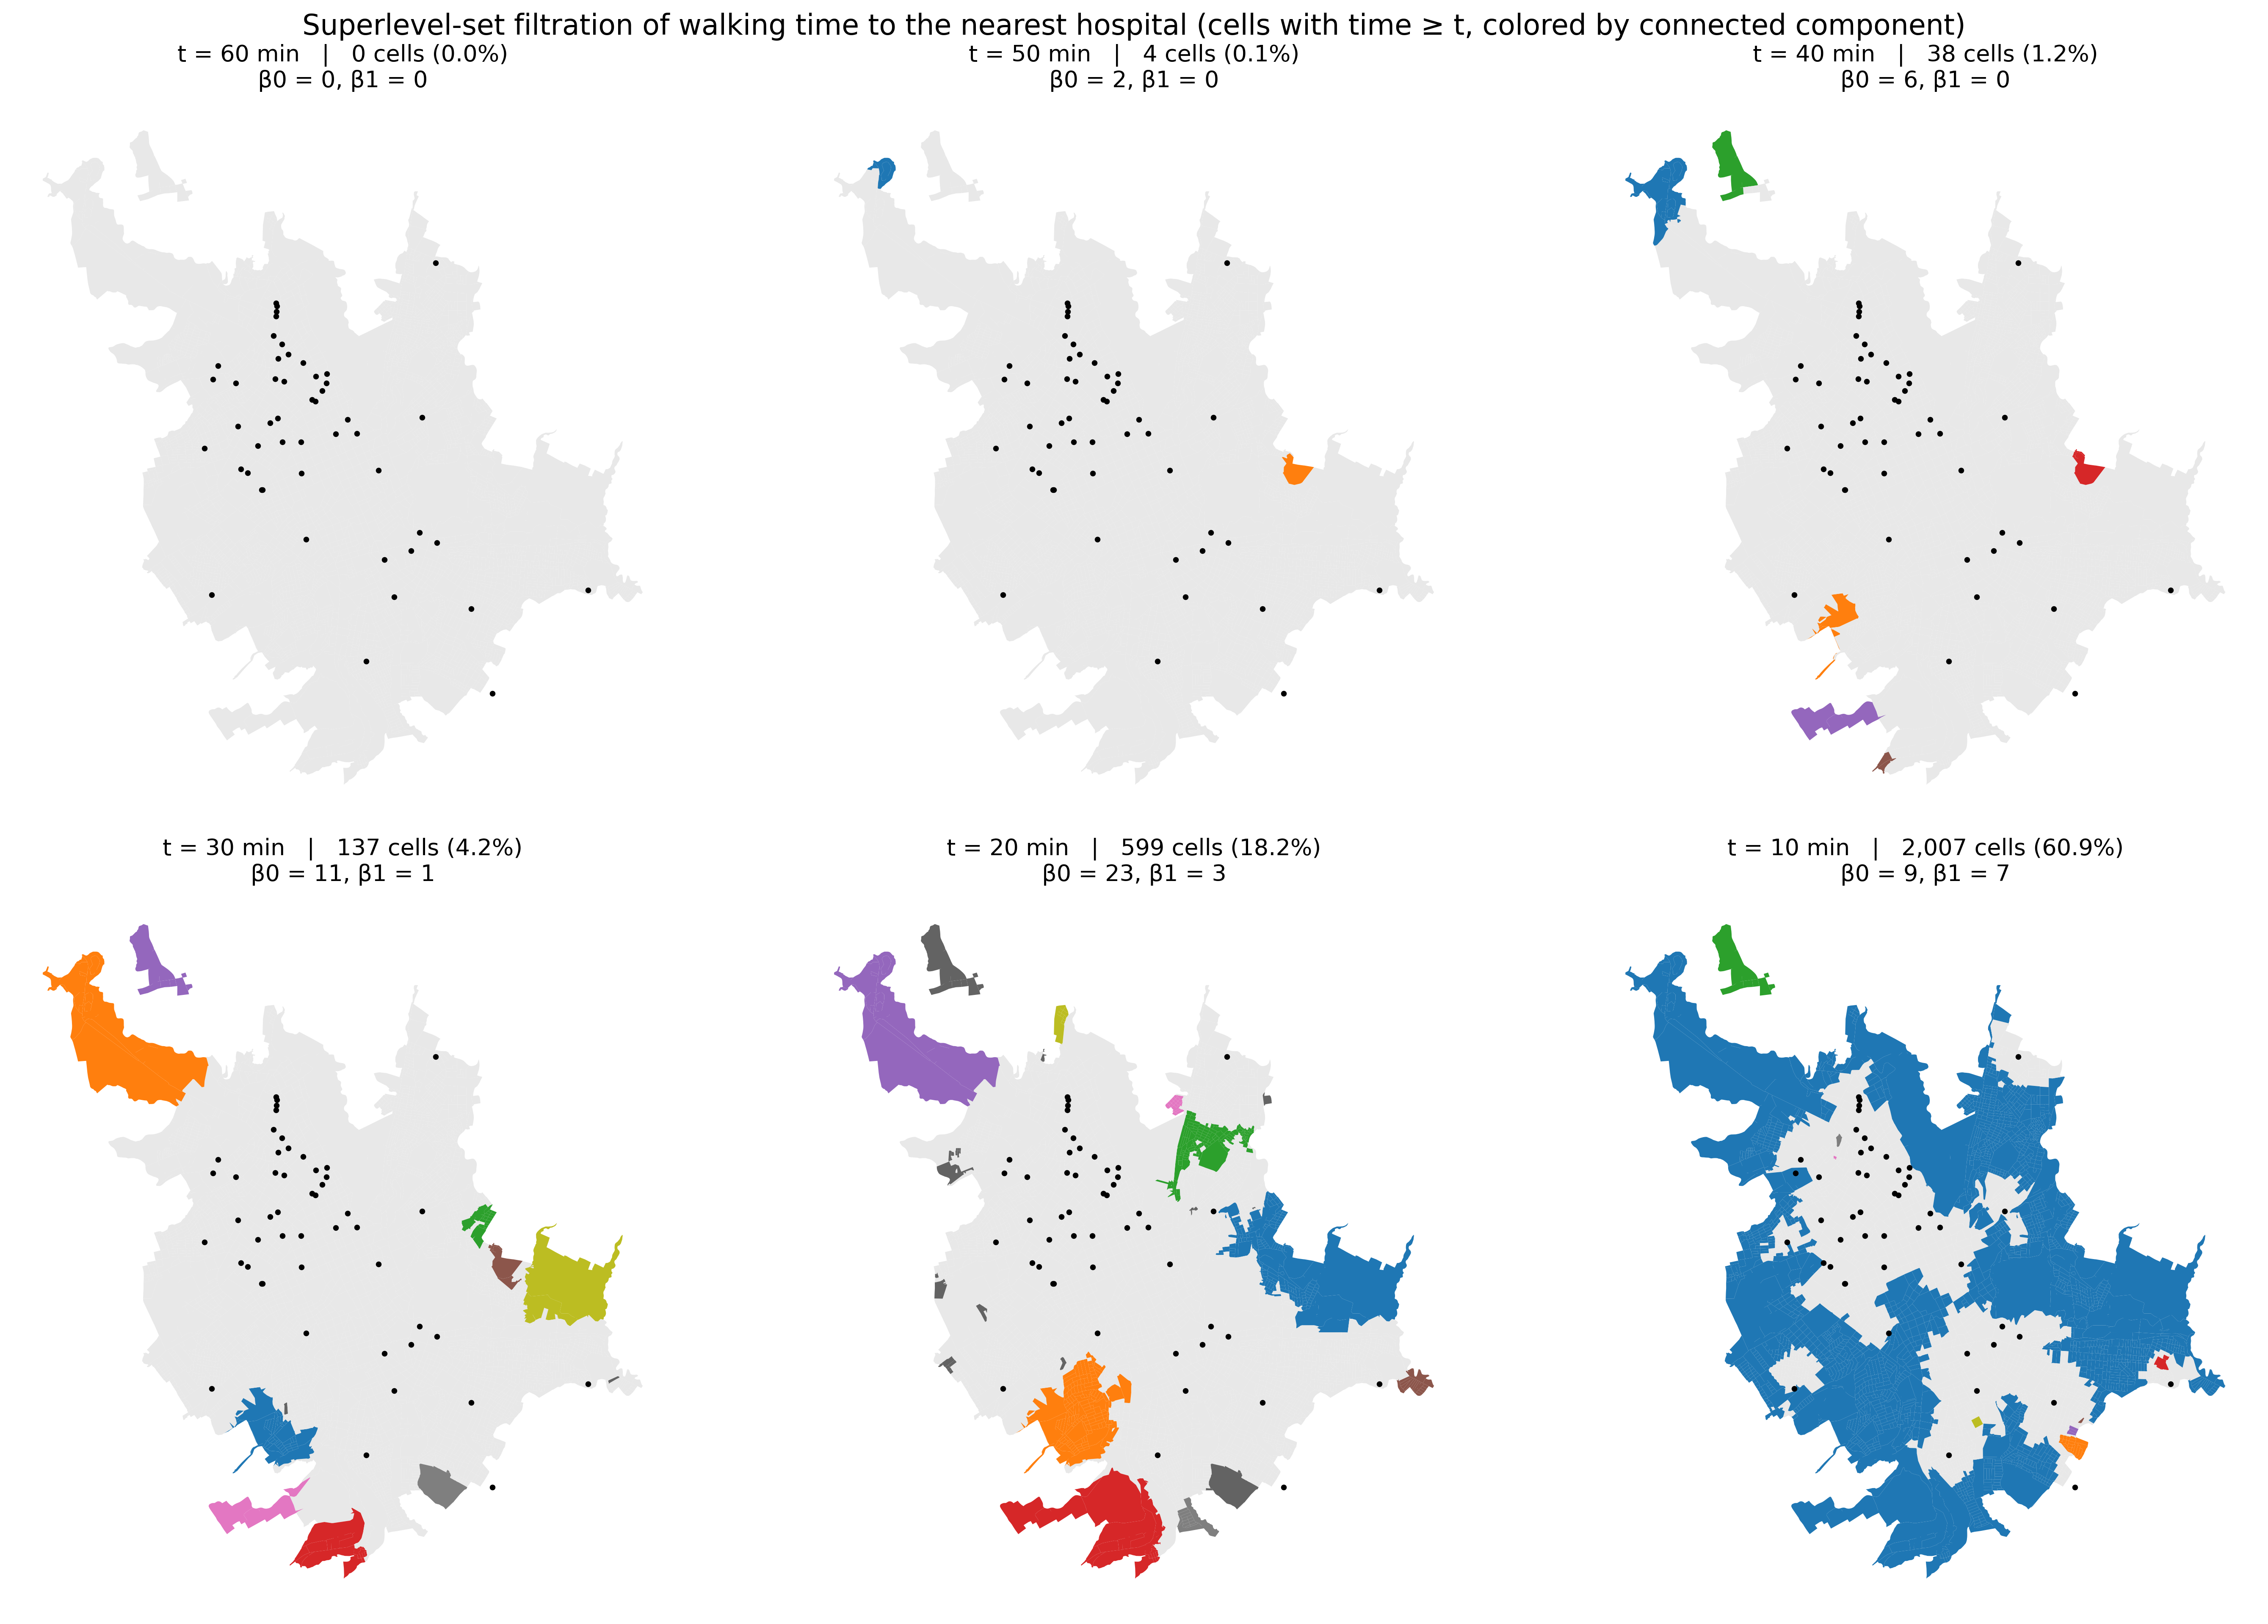 Superlevel-set filtration of walking time to the nearest hospital (cells with time ≥ t, colored by connected component)
t = 60 min | 0 cells (0.0%)
β0 = 0, β1 = 0
t = 50 min | 4 cells (0.1%)
β0 = 2, β1 = 0
t = 40 min | 38 cells (1.2%)
β0 = 6, β1 = 0
t = 30 min | 137 cells (4.2%)
β0 = 11, β1 = 1
t = 20 min | 599 cells (18.2%)
β0 = 23, β1 = 3
t = 10 min | 2,007 cells (60.9%)
β0 = 9, β1 = 7